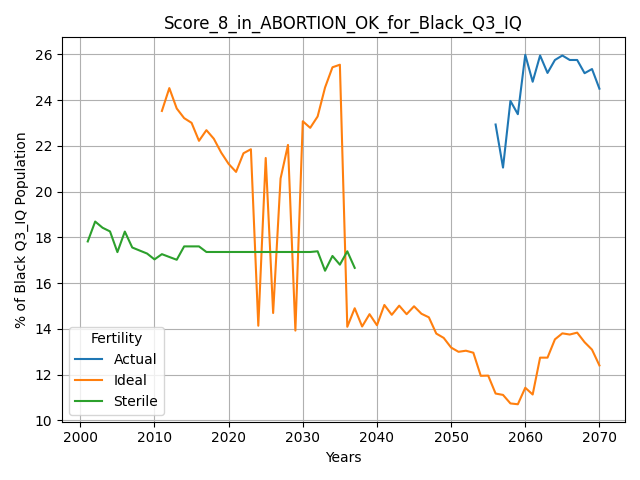 Score_8_in_ABORTION_OK_for_Black_Q3_IQ
% of Black Q3_IQ Population
26
24
22
20
18
16
14
12
10
Fertility
Actual
Ideal
Sterile
2000 2010 2020 2030 2040 2050 2060 2070
Years